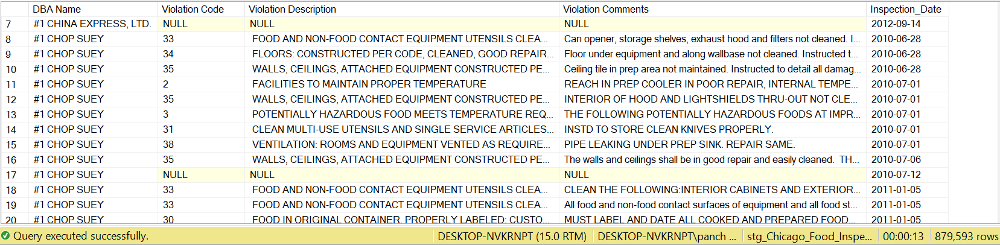 DBA Name Violation Code Violation Description Violation Comments Inspection_Date
7 #1 CHINA EXPRESS, LTD. NULL NULL NULL 2012-09-14
8 #1 CHOP SUEY 33 FOOD AND NON-FOOD CONTACT EQUIPMENT UTENSILS CLEA... Can opener, storage shelves, exhaust hood and filters not cleaned. I... 2010-06-28
9 #1 CHOP SUEY 34 FLOORS: CONSTRUCTED PER CODE, CLEANED, GOOD REPAIR... Floor under equipment and along wallbase not cleaned. Instructed t... 2010-06-28
10 #1 CHOP SUEY 35 WALLS, CEILINGS, ATTACHED EQUIPMENT CONSTRUCTED PE... Ceiling tile in prep area not maintained. Instructed to detail all damag... 2010-06-28
11 #1 CHOP SUEY 2 FACILITIES TO MAINTAIN PROPER TEMPERATURE REACH IN PREP COOLER IN POOR REPAIR, INTERNAL TEMPE... 2010-07-01
12 #1 CHOP SUEY 35 WALLS, CEILINGS, ATTACHED EQUIPMENT CONSTRUCTED PE... INTERIOR OF HOOD AND LIGHTSHIELDS THRU-OUT NOT CLE... 2010-07-01
13 #1 CHOP SUEY 3 POTENTIALLY HAZARDOUS FOOD MEETS TEMPERATURE REQ... THE FOLLOWING POTENTIALLY HAZARDOUS FOODS AT IMPR... 2010-07-01
14 #1 CHOP SUEY 31 CLEAN MULTI-USE UTENSILS AND SINGLE SERVICE ARTICLES... INSTD TO STORE CLEAN KNIVES PROPERLY. 2010-07-01
15 #1 CHOP SUEY 38 VENTILATION: ROOMS AND EQUIPMENT VENTED AS REQUIRE... PIPE LEAKING UNDER PREP SINK. REPAIR SAME. 2010-07-01
16 #1 CHOP SUEY 35 WALLS, CEILINGS, ATTACHED EQUIPMENT CONSTRUCTED PE... The walls and ceilings shall be in good repair and easily cleaned. TH... 2010-07-06
17 #1 CHOP SUEY NULL NULL NULL 2010-07-12
18 #1 CHOP SUEY 33 FOOD AND NON-FOOD CONTACT EQUIPMENT UTENSILS CLEA... CLEAN THE FOLLOWING:INTERIOR CABINETS AND EXTERIOR... 2011-01-05
19 #1 CHOP SUEY 33 FOOD AND NON-FOOD CONTACT EQUIPMENT UTENSILS CLEA... All food and non-food contact surfaces of equipment and all food st... 2011-01-05
20 #1 CHOP SUEY 30 FOOD IN ORIGINAL CONTAINER, PROPERLY LABELED: CUSTO... MUST LABEL AND DATE ALL COOKED AND PREPARED FOOD... 2011-01-05
Query executed successfully. DESKTOP-NVKRNPT (15.0 RTM) DESKTOP-NVKRNPT\panch ... stg_Chicago_Food_Inspe... 00:00:13 879,593 rows